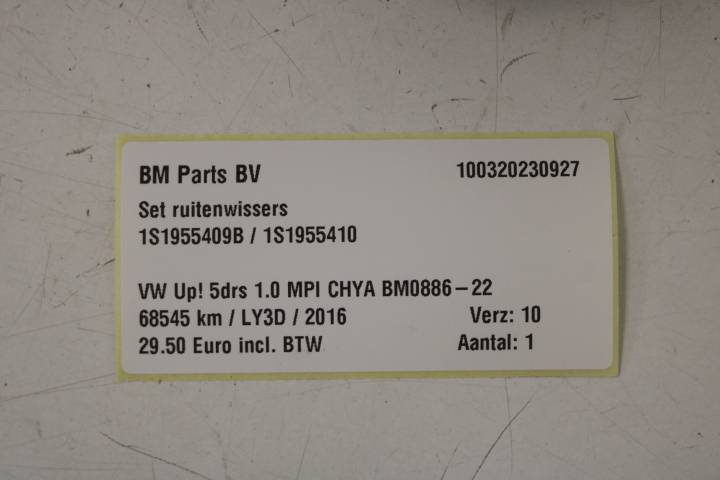 BM Parts BV 100320230927
Set ruitenwissers
1S1955409B / 1S1955410
VW Up! 5drs 1.0 MPI CHYA BM0886-22
68545 km / LY3D / 2016 Verz: 10
29.50 Euro incl. BTW Aantal: 1